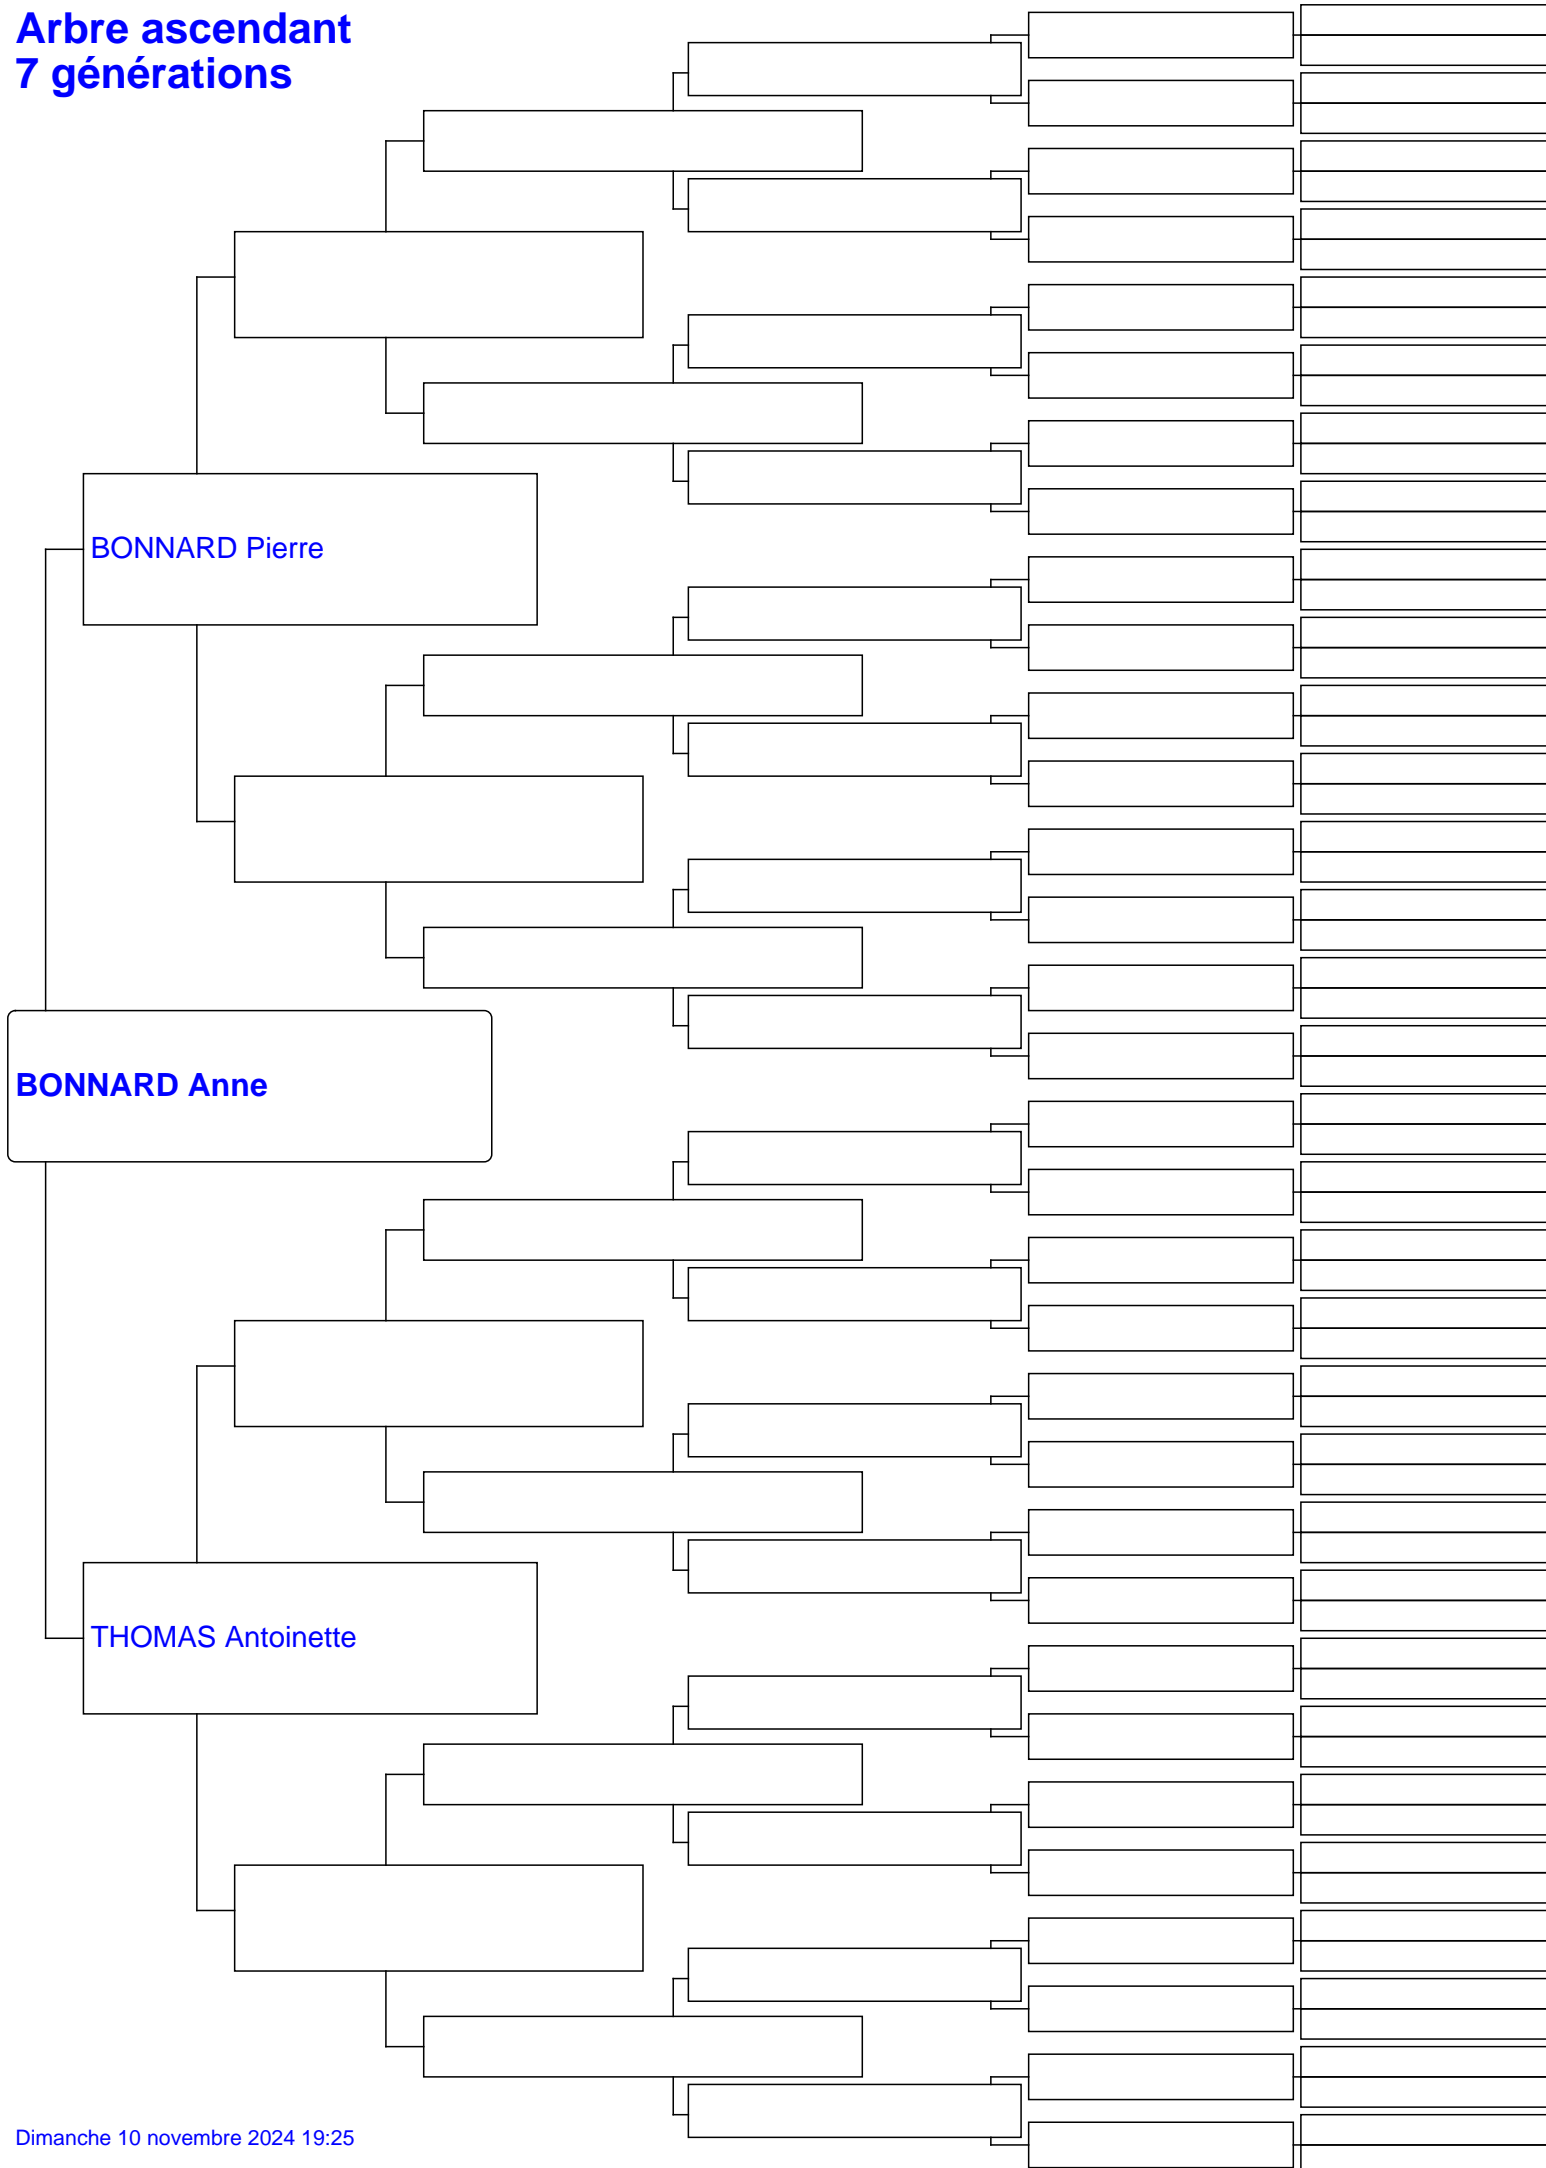 Arbre ascendant
7 générations
BONNARD Pierre
BONNARD Anne
THOMAS Antoinette
Dimanche 10 novembre 2024 19:25